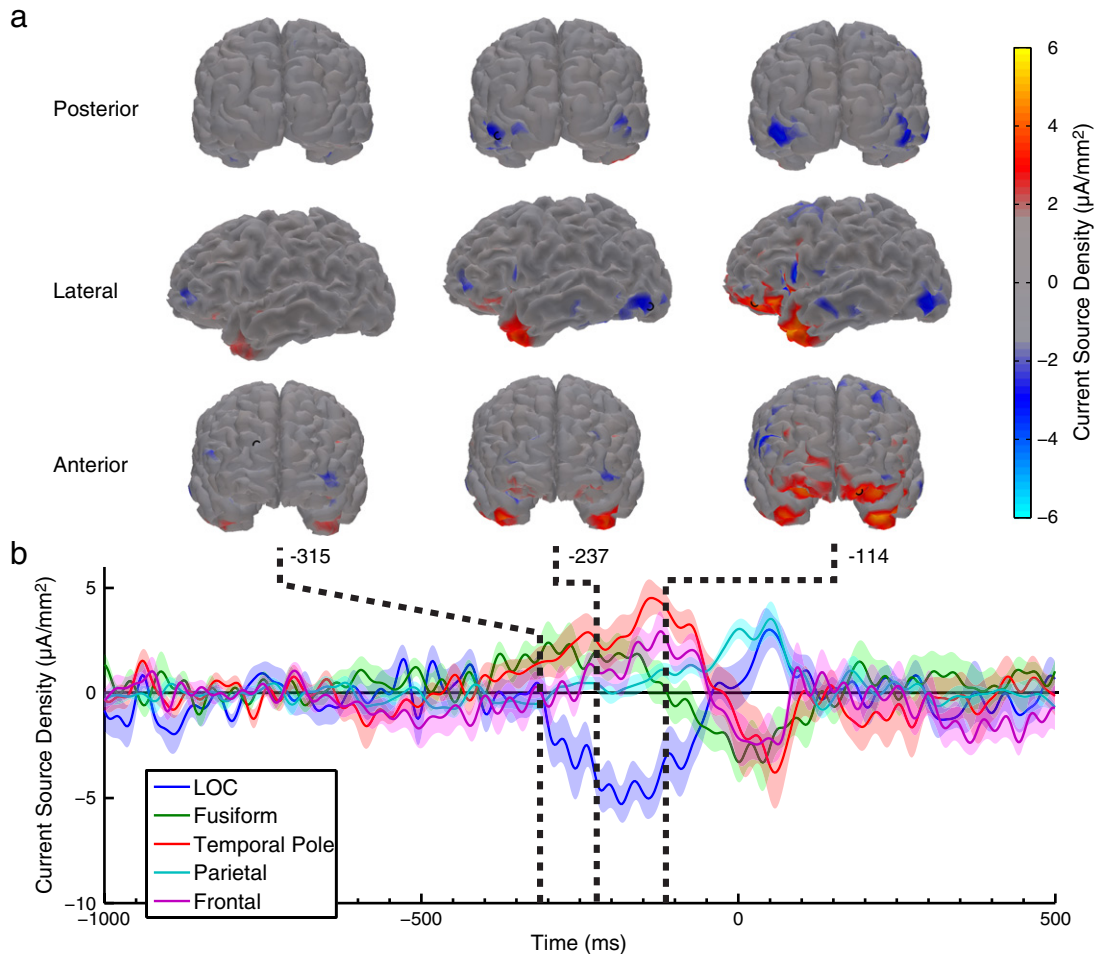 a
Posterior
Lateral
Anterior
6
4
2
0
−2
−4
−6
Current Source Density (μA/mm2)
b
-315
-237
-114
5
0
−5
−10
Current Source Density (μA/mm2)
LOC
Fusiform
Temporal Pole
Parietal
Frontal
−1000
−500
0
500
Time (ms)